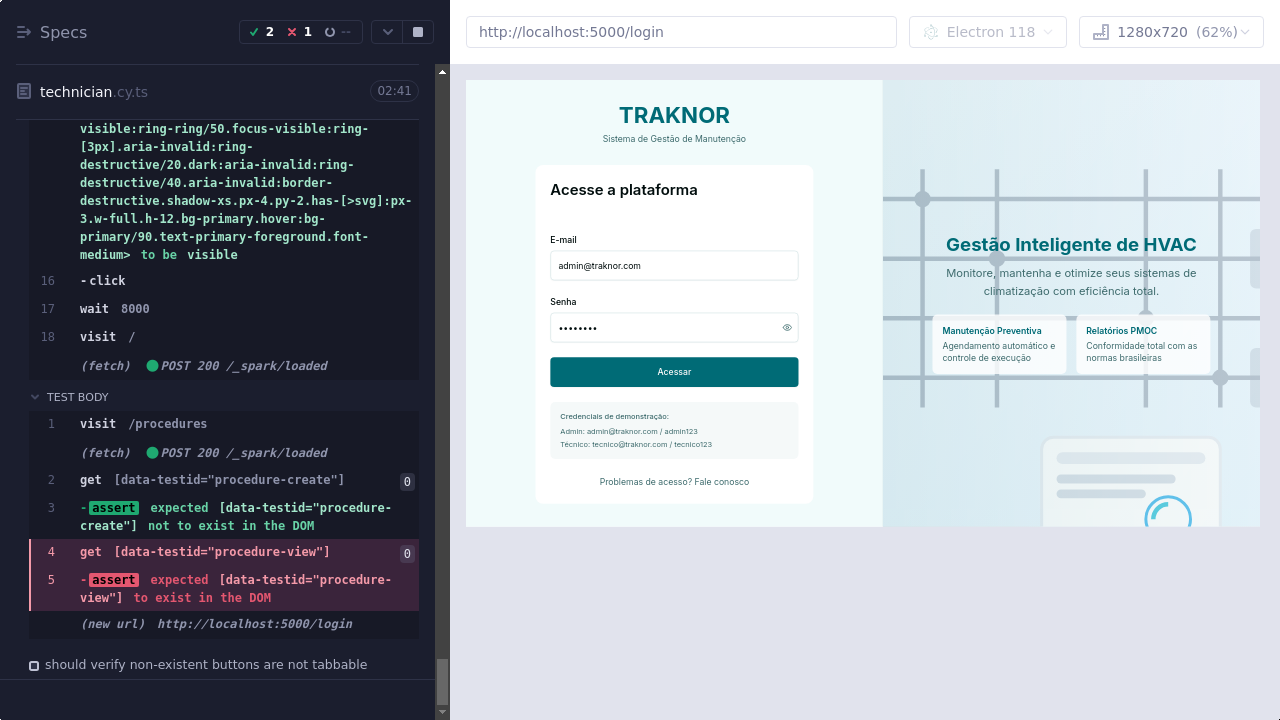 Specs
2
1
--
technician.cy.ts
02:41
visible:ring-ring/50.focus-visible:ring-
[3px].aria-invalid:ring-
destructive/20.dark:aria-invalid:ring-
destructive/40.aria-invalid:border-
destructive.shadow-xs.px-4.py-2.has-[>svg]:px-
3.w-full.h-12.bg-primary.hover:bg-
primary/90.text-primary-foreground.font-
medium> to be visible
16 -click
17 wait 8000
18 visit /
(fetch) POST 200 /_spark/loaded
TEST BODY
1 visit /procedures
(fetch) POST 200 /_spark/loaded
2 get [data-testid="procedure-create"] 0
3 -assert expected [data-testid="procedure-
create"] not to exist in the DOM
4 get [data-testid="procedure-view"] 0
5 -assert expected [data-testid="procedure-
view"] to exist in the DOM
(new url) http://localhost:5000/login
should verify non-existent buttons are not tabbable
http://localhost:5000/login
Electron 118
1280x720 (62%)
TRAKNOR
Sistema de Gestão de Manutenção
Acesse a plataforma
E-mail
admin@traknor.com
Senha
••••••••
Acessar
Credenciais de demonstração:
Admin: admin@traknor.com / admin123
Técnico: tecnico@traknor.com / tecnico123
Problemas de acesso? Fale conosco
Gestão Inteligente de HVAC
Monitore, mantenha e otimize seus sistemas de
climatização com eficiência total.
Manutenção Preventiva
Agendamento automático e
controle de execução
Relatórios PMOC
Conformidade total com as
normas brasileiras